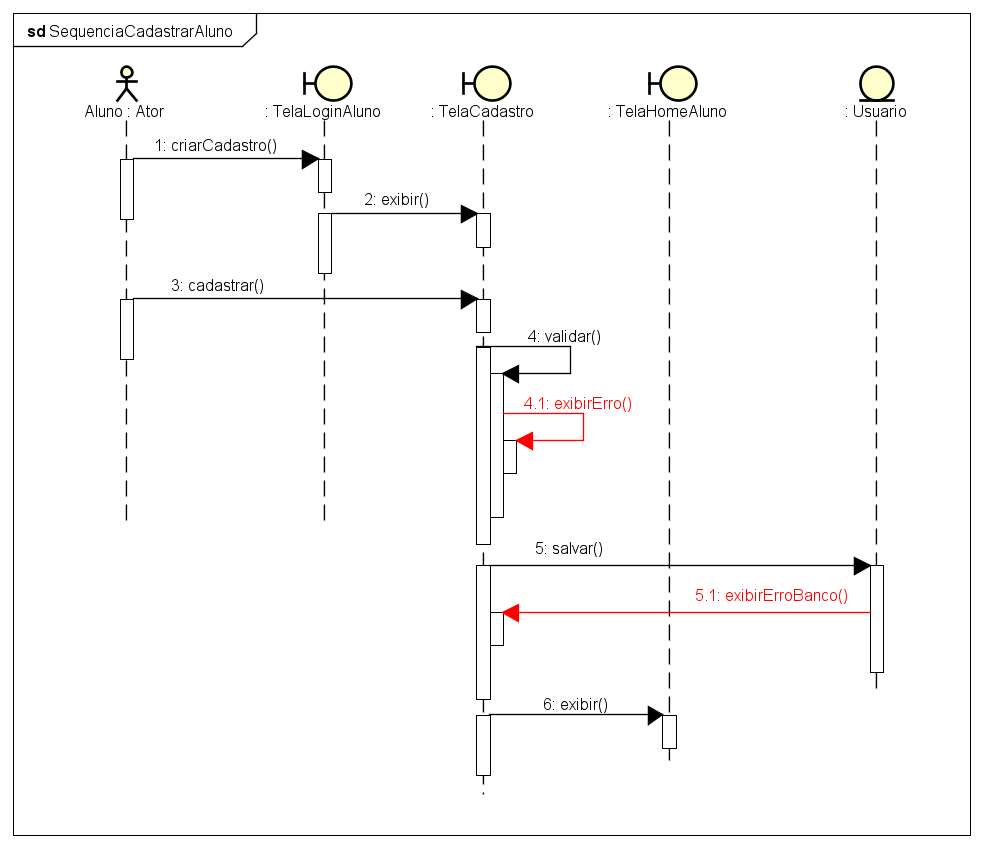 sd SequenciaCadastrarAluno
Aluno : Ator
: TelaLoginAluno
: TelaCadastro
: TelaHomeAluno
: Usuario
1: criarCadastro()
2: exibir()
3: cadastrar()
4: validar()
4.1: exibirErro()
5: salvar()
5.1: exibirErroBanco()
6: exibir()